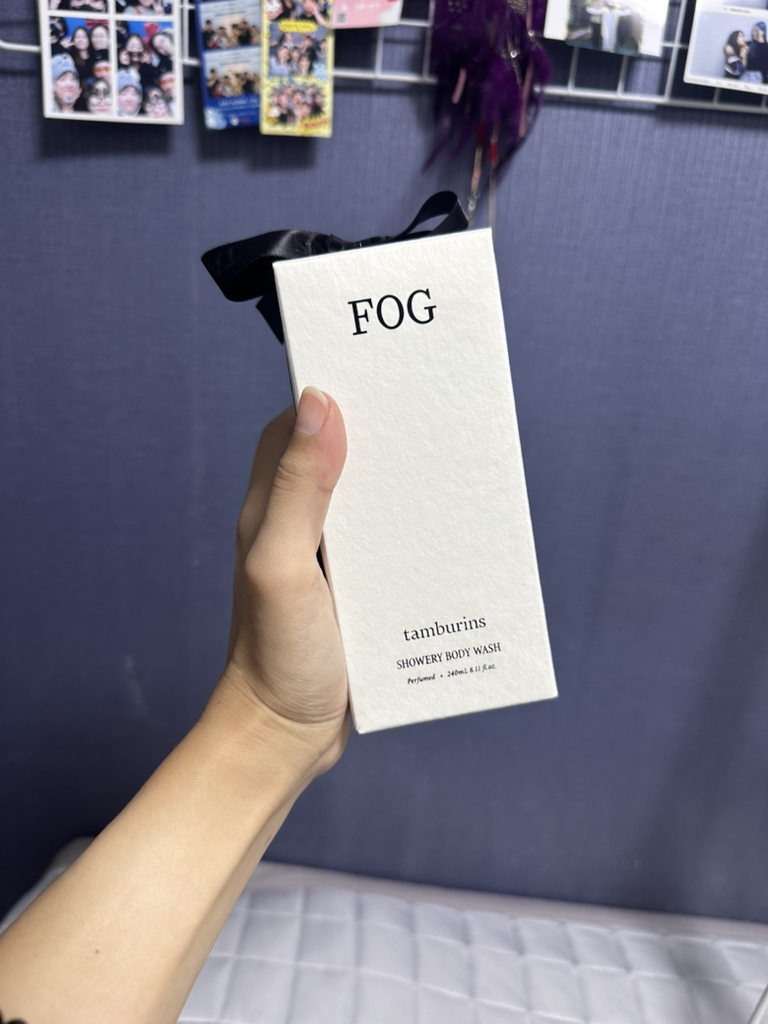 FOG
tamburins
SHOWERY BODY WASH
Perfumed • 240mL 8.11 fl.oz.